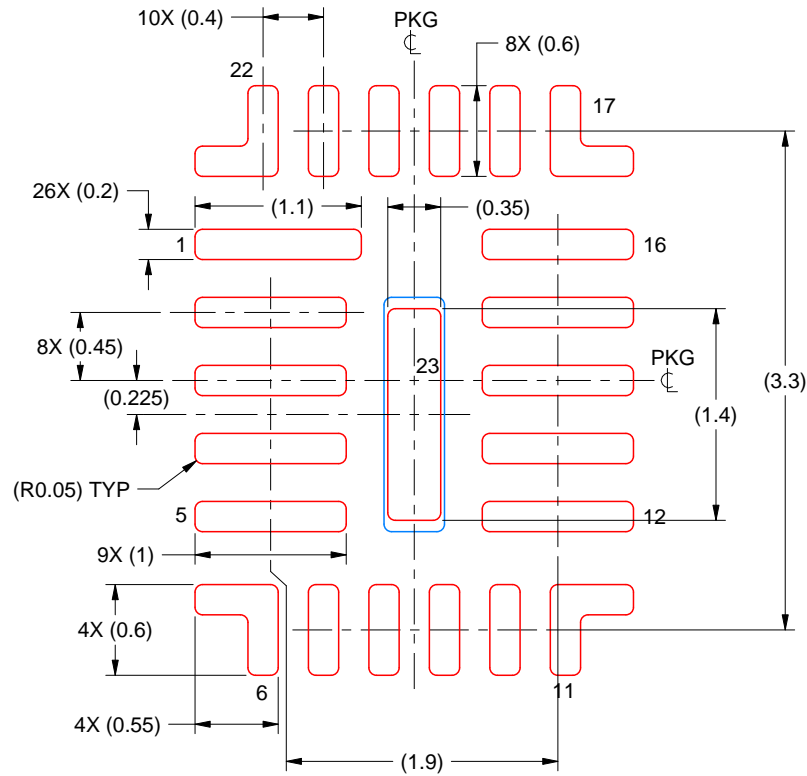 10X (0.4)
PKG
℄
8X (0.6)
22
17
26X (0.2)
(1.1)
(0.35)
1
16
8X (0.45)
23
PKG
℄
(3.3)
(0.225)
(1.4)
(R0.05) TYP
5
12
9X (1)
4X (0.6)
6
11
4X (0.55)
(1.9)